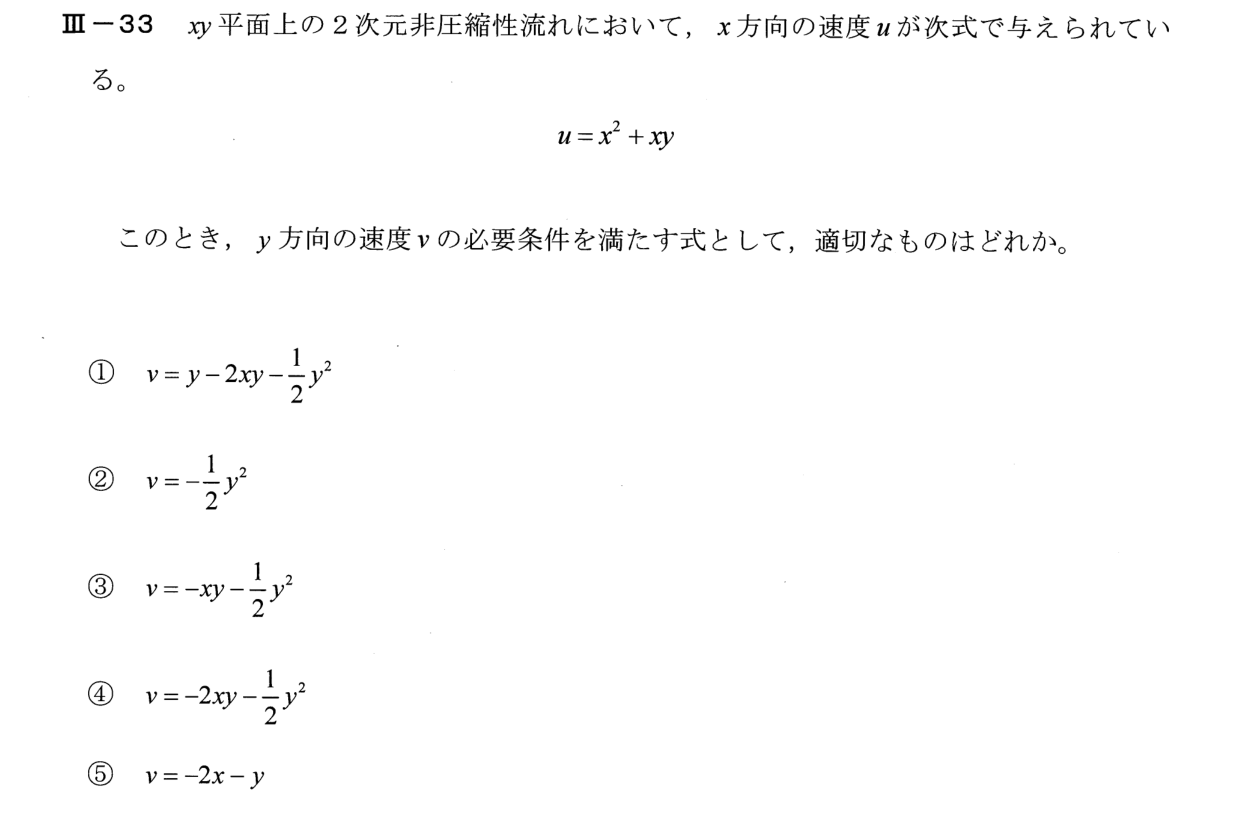 Ⅲ－33　xy平面上の２次元非圧縮性流れにおいて，x方向の速度uが次式で与えられてい
る。
u = x² + xy
このとき，y方向の速度vの必要条件を満たす式として，適切なものはどれか。
① v = y − 2xy − 1/2 y²
② v = − 1/2 y²
③ v = −xy − 1/2 y²
④ v = −2xy − 1/2 y²
⑤ v = −2x − y